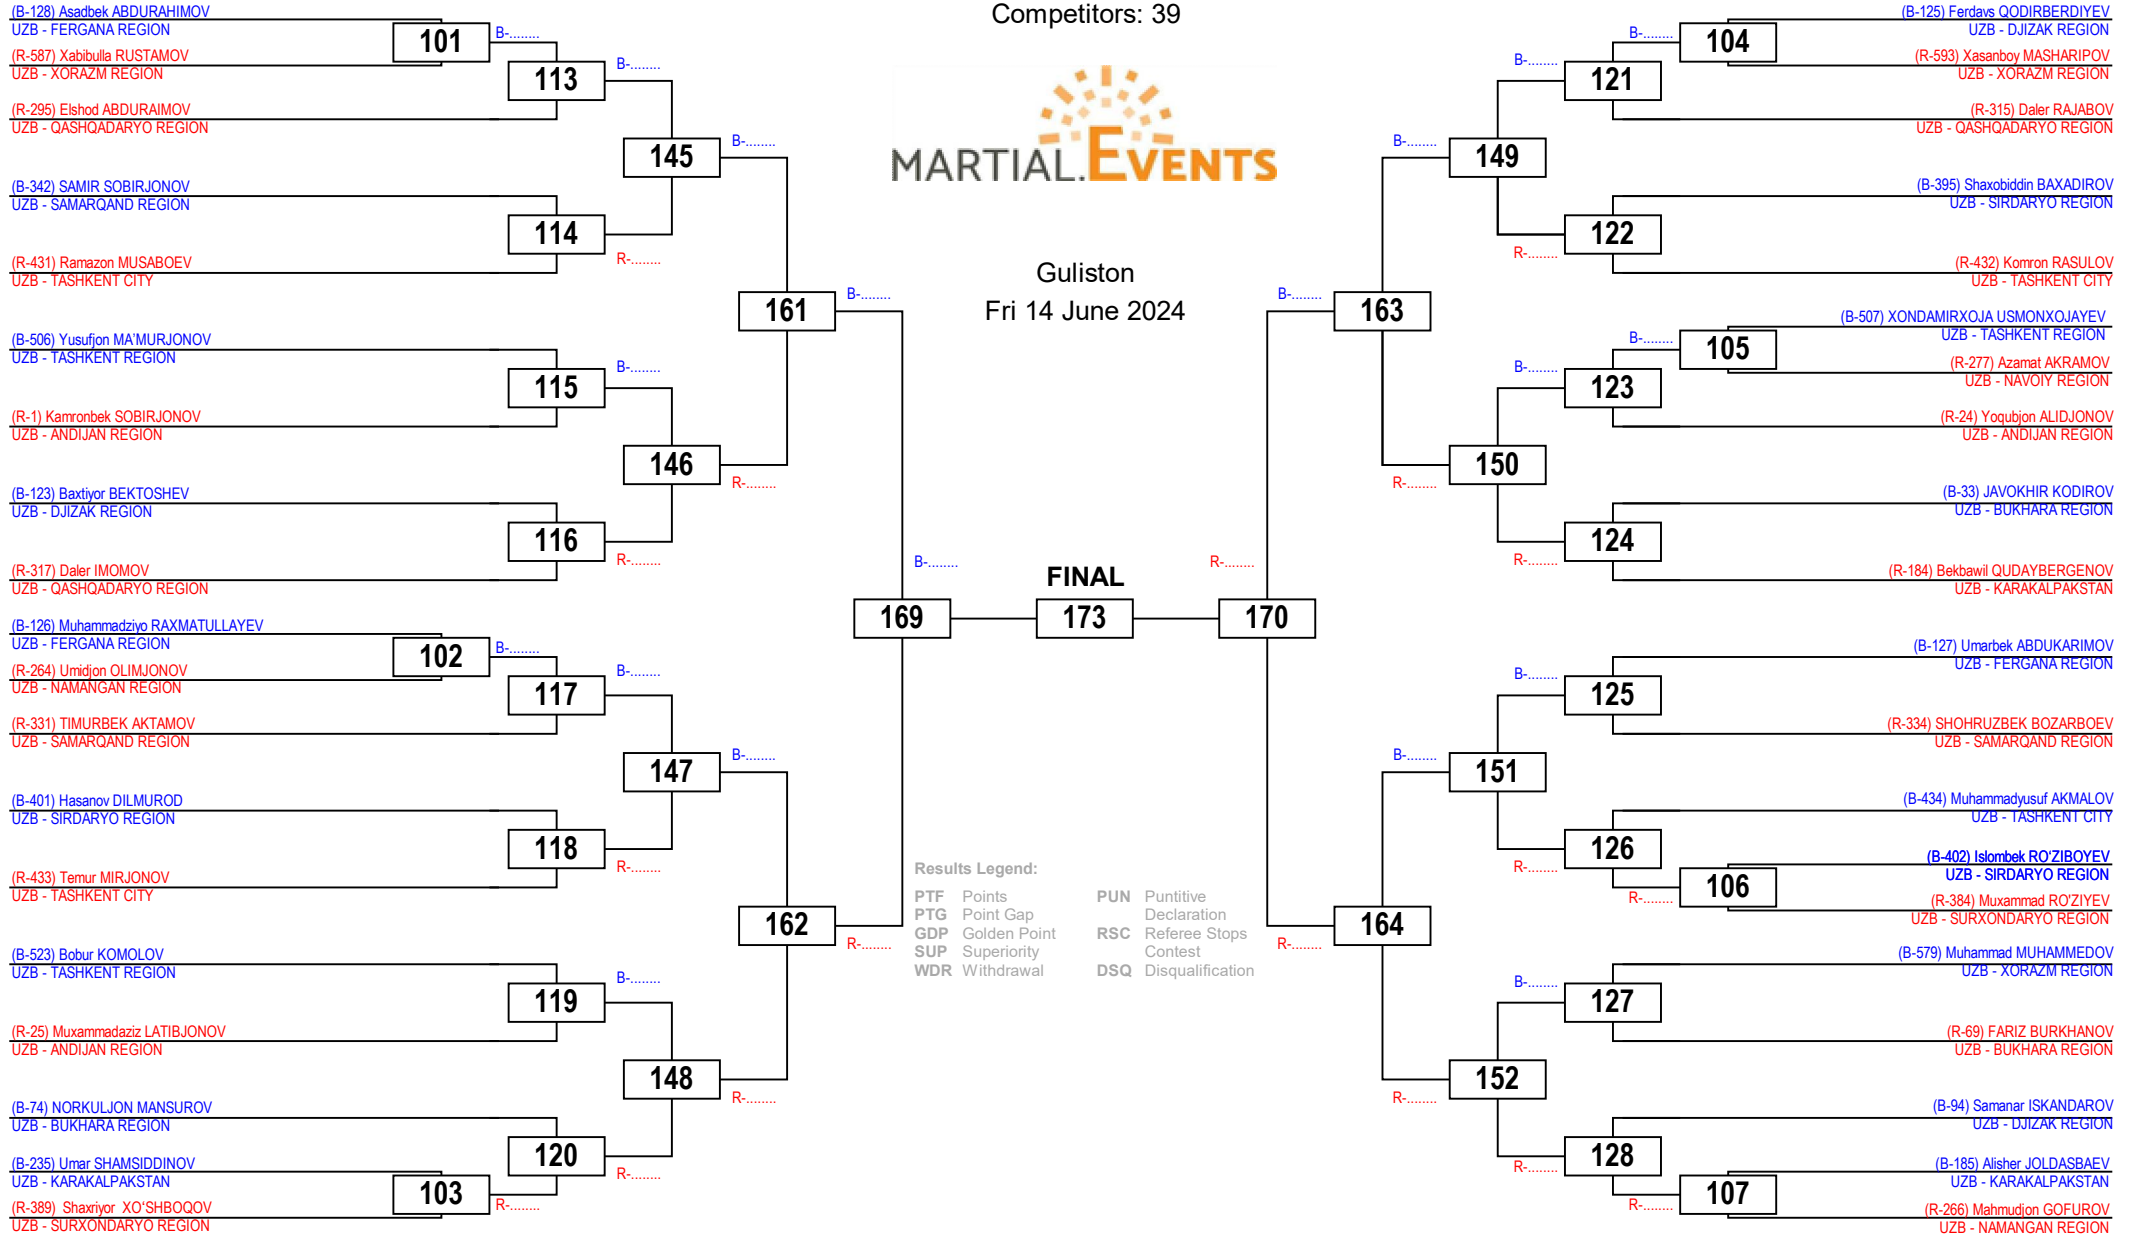 Competitors: 39
MARTIAL.EVENTS
Guliston
Fri 14 June 2024
(B-128) Asadbek ABDURAHIMOV
UZB - FERGANA REGION
101
B-........
(R-587) Xabibulla RUSTAMOV
UZB - XORAZM REGION
113
B-........
(R-295) Elshod ABDURAIMOV
UZB - QASHQADARYO REGION
145
B-........
(B-342) SAMIR SOBIRJONOV
UZB - SAMARQAND REGION
114
R-........
(R-431) Ramazon MUSABOEV
UZB - TASHKENT CITY
161
B-........
(B-506) Yusufjon MA'MURJONOV
UZB - TASHKENT REGION
115
B-........
(R-1) Kamronbek SOBIRJONOV
UZB - ANDIJAN REGION
146
R-........
(B-123) Baxtiyor BEKTOSHEV
UZB - DJIZAK REGION
116
R-........
(R-317) Daler IMOMOV
UZB - QASHQADARYO REGION
B-........
169
FINAL
173
R-........
170
(B-126) Muhammadziyo RAXMATULLAYEV
UZB - FERGANA REGION
102
B-........
(R-264) Umidjon OLIMJONOV
UZB - NAMANGAN REGION
117
B-........
(R-331) TIMURBEK AKTAMOV
UZB - SAMARQAND REGION
147
B-........
(B-401) Hasanov DILMUROD
UZB - SIRDARYO REGION
118
R-........
(R-433) Temur MIRJONOV
UZB - TASHKENT CITY
162
R-........
(B-523) Bobur KOMOLOV
UZB - TASHKENT REGION
119
B-........
(R-25) Muxammadaziz LATIBJONOV
UZB - ANDIJAN REGION
148
R-........
(B-74) NORKULJON MANSUROV
UZB - BUKHARA REGION
120
R-........
(B-235) Umar SHAMSIDDINOV
UZB - KARAKALPAKSTAN
103
R-........
(R-389) Shaxriyor XO‘SHBOQOV
UZB - SURXONDARYO REGION
Results Legend:
PTF Points
PTG Point Gap
GDP Golden Point
SUP Superiority
WDR Withdrawal
PUN Puntitive
Declaration
RSC Referee Stops
Contest
DSQ Disqualification
(B-125) Ferdavs QODIRBERDIYEV
UZB - DJIZAK REGION
B-........
104
(R-593) Xasanboy MASHARIPOV
UZB - XORAZM REGION
B-........
121
(R-315) Daler RAJABOV
UZB - QASHQADARYO REGION
B-........
149
(B-395) Shaxobiddin BAXADIROV
UZB - SIRDARYO REGION
R-........
122
(R-432) Komron RASULOV
UZB - TASHKENT CITY
B-........
163
(B-507) XONDAMIRXOJA USMONXOJAYEV
UZB - TASHKENT REGION
B-........
105
(R-277) Azamat AKRAMOV
UZB - NAVOIY REGION
B-........
123
(R-24) Yoqubjon ALIDJONOV
UZB - ANDIJAN REGION
R-........
150
(B-33) JAVOKHIR KODIROV
UZB - BUKHARA REGION
R-........
124
(R-184) Bekbawil QUDAYBERGENOV
UZB - KARAKALPAKSTAN
(B-127) Umarbek ABDUKARIMOV
UZB - FERGANA REGION
B-........
125
(R-334) SHOHRUZBEK BOZARBOEV
UZB - SAMARQAND REGION
B-........
151
(B-434) Muhammadyusuf AKMALOV
UZB - TASHKENT CITY
R-........
126
(B-402) Islombek RO‘ZIBOYEV
UZB - SIRDARYO REGION
R-........
106
(R-384) Muxammad RO'ZIYEV
UZB - SURXONDARYO REGION
R-........
164
(B-579) Muhammad MUHAMMEDOV
UZB - XORAZM REGION
B-........
127
(R-69) FARIZ BURKHANOV
UZB - BUKHARA REGION
R-........
152
(B-94) Samanar ISKANDAROV
UZB - DJIZAK REGION
R-........
128
(B-185) Alisher JOLDASBAEV
UZB - KARAKALPAKSTAN
R-........
107
(R-266) Mahmudjon GOFUROV
UZB - NAMANGAN REGION